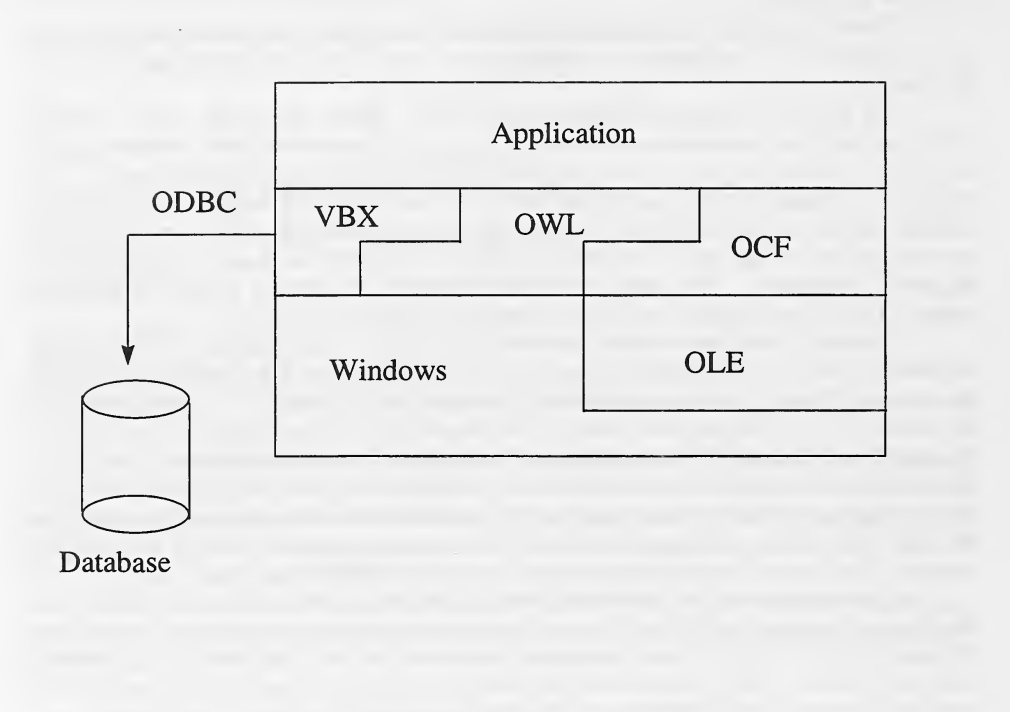 Application
ODBC
VBX
OWL
OCF
Windows
OLE
Database